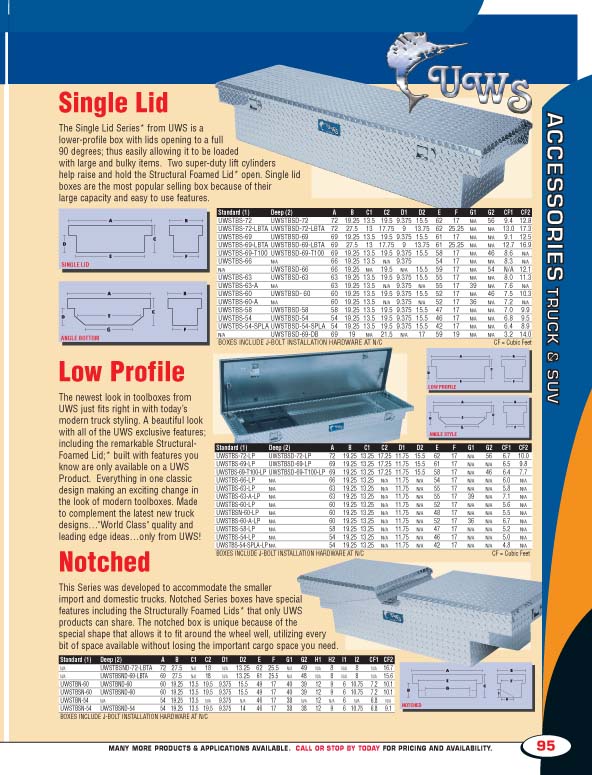 UWS
Single Lid
The Single Lid Series* from UWS is a
lower-profile box with lids opening to a full
90 degrees; thus easily allowing it to be loaded
with large and bulky items. Two super-duty lift cylinders
help raise and hold the Structural Foamed Lid* open. Single lid
boxes are the most popular selling box because of their
large capacity and easy to use features.
SINGLE LID
ANGLE BOTTOM
Standard (1) Deep (2) A B C1 C2 D1 D2 E F G1 G2 CF1 CF2
UWSTBS-72 UWSTBSD-72 72 19.25 13.5 19.5 9.375 15.5 62 17 N/A 56 9.4 12.8
UWSTBS-72-LBTA UWSTBSD-72-LBTA 72 27.5 13 17.75 9 13.75 62 25.25 N/A N/A 13.0 17.3
UWSTBS-69 UWSTBSD-69 69 19.25 13.5 19.5 9.375 15.5 61 17 N/A N/A 9.1 12.5
UWSTBS-69-LBTA UWSTBSD-69-LBTA 69 27.5 13 17.75 9 13.75 61 25.25 N/A N/A 12.7 16.9
UWSTBS-69-T100 UWSTBSD-69-T100 69 19.25 13.5 19.5 9.375 15.5 58 17 N/A 46 8.6 N/A
UWSTBS-66 N/A 66 19.25 13.5 N/A 9.375 54 17 N/A N/A 8.3 N/A
N/A UWSTBSD-66 66 19.25 N/A 19.5 N/A 15.5 59 17 N/A 54 N/A 12.1
UWSTBS-63 UWSTBSD-63 63 19.25 13.5 19.5 9.375 15.5 55 17 N/A N/A 8.0 11.3
UWSTBS-63-A N/A 63 19.25 13.5 N/A 9.375 N/A 55 17 39 N/A 7.6 N/A
UWSTBS-60 UWSTBSD- 60 60 19.25 13.5 19.5 9.375 15.5 52 17 N/A 46 7.5 10.3
UWSTBS-60-A N/A 60 19.25 13.5 N/A 9.375 N/A 52 17 36 N/A 7.2 N/A
UWSTBS-58 UWSTBSD-58 58 19.25 13.5 19.5 9.375 15.5 47 17 N/A N/A 7.0 9.9
UWSTBS-54 UWSTBSD-54 54 19.25 13.5 19.5 9.375 15.5 46 17 N/A N/A 6.8 9.5
UWSTBS-54-SPLA UWSTBSD-54-SPLA 54 19.25 13.5 19.5 9.375 15.5 42 17 N/A N/A 6.4 8.9
N/A UWSTBSD-69-DB 69 19 N/A 21.5 N/A 17 59 19 N/A N/A 3.2 14.0
BOXES INCLUDE J-BOLT INSTALLATION HARDWARE AT N/C CF = Cubic Feet
ACCESSORIES TRUCK & SUV
Low Profile
The newest look in toolboxes from
UWS just fits right in with today's
modern truck styling. A beautiful look
with all of the UWS exclusive features;
including the remarkable Structural-
Foamed Lid;* built with features you
know are only available on a UWS
Product. Everything in one classic
design making an exciting change in
the look of modern toolboxes. Made
to complement the latest new truck
designs…"World Class" quality and
leading edge ideas…only from UWS!
LOW PROFILE
ANGLE STYLE
Standard (1) Deep (2) A B C1 C2 D1 D2 E F G1 G2 CF1 CF2
UWSTBS-72-LP UWSTBSD-72-LP 72 19.25 13.25 17.25 11.75 15.5 62 17 N/A 56 6.7 10.0
UWSTBS-69-LP UWSTBSD-69-LP 69 19.25 13.25 17.25 11.75 15.5 61 17 N/A N/A 6.5 9.8
UWSTBS-69-T100-LP UWSTBSD-69-T100-LP 69 19.25 13.25 17.25 11.75 15.5 58 17 N/A 46 6.4 7.7
UWSTBS-66-LP N/A 66 19.25 13.25 N/A 11.75 N/A 54 17 N/A N/A 6.0 N/A
UWSTBS-63-LP N/A 63 19.25 13.25 N/A 11.75 N/A 55 17 N/A N/A 5.8 N/A
UWSTBS-63-A-LP N/A 63 19.25 13.25 N/A 11.75 N/A 55 17 39 N/A 7.1 N/A
UWSTBS-60-LP N/A 60 19.25 13.25 N/A 11.75 N/A 52 17 N/A N/A 5.6 N/A
UWSTBSN-60-LP N/A 60 19.25 13.25 N/A 11.75 N/A 48 17 N/A N/A 5.5 N/A
UWSTBS-60-A-LP N/A 60 19.25 13.25 N/A 11.75 N/A 52 17 36 N/A 6.7 N/A
UWSTBS-58-LP N/A 58 19.25 13.25 N/A 11.75 N/A 47 17 N/A N/A 5.2 N/A
UWSTBS-54-LP N/A 54 19.25 13.25 N/A 11.75 N/A 46 17 N/A N/A 5.0 N/A
UWSTBS-54-SPLA-LP N/A 54 19.25 13.25 N/A 11.75 N/A 42 17 N/A N/A 4.8 N/A
BOXES INCLUDE J-BOLT INSTALLATION HARDWARE AT N/C CF = Cubic Feet
Notched
This Series was developed to accommodate the smaller
import and domestic trucks. Notched Series boxes have special
features including the Structurally Foamed Lids* that only UWS
products can share. The notched box is unique because of the
special shape that allows it to fit around the wheel well, utilizing every
bit of space available without losing the important cargo space you need.
Standard (1) Deep (2) A B C1 C2 D1 D2 E F G1 G2 H1 H2 I1 I2 CF1 CF2
N/A UWSTBSND-72-LBTA 72 27.5 N/A 18 N/A 13.25 62 25.5 N/A 49 N/A 8 N/A 8 N/A 16.7
N/A UWSTBSND-69-LBTA 69 27.5 N/A 18 N/A 13.25 61 25.5 N/A 48 N/A 8 N/A 8 N/A 15.6
UWSTBN-60 UWSTBND-60 60 19.25 13.5 19.5 9.375 15.5 49 17 40 39 12 9 6 10.75 7.2 10.1
UWSTBSN-60 UWSTBSND-60 60 19.25 13.5 19.5 9.375 15.5 49 17 40 39 12 9 6 10.75 7.2 10.1
UWSTBN-54 N/A 54 19.25 13.5 N/A 9.375 N/A 46 17 38 N/A 12 N/A 6 N/A 6.8 N/A
UWSTBSN-54 UWSTBSND-54 54 19.25 13.5 19.5 9.375 15.5 46 17 38 38 12 9 6 10.75 6.8 9.1
BOXES INCLUDE J-BOLT INSTALLATION HARDWARE AT N/C
NOTCHED
MANY MORE PRODUCTS & APPLICATIONS AVAILABLE. CALL OR STOP BY TODAY FOR PRICING AND AVAILABILITY.
95